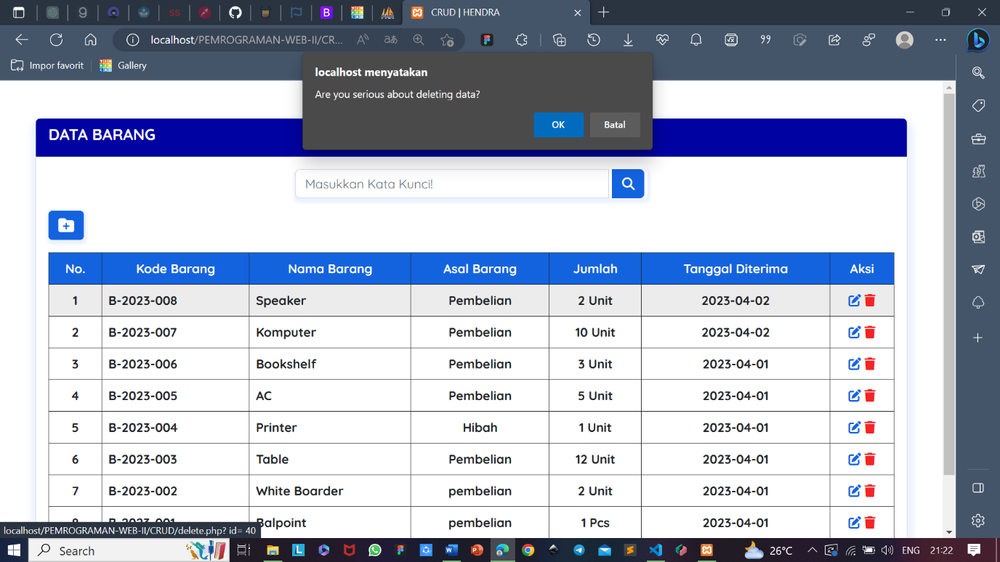 SS
B
CRUD | HENDRA
localhost/PEMROGRAMAN-WEB-II/CR...
Impor favorit
Gallery
localhost menyatakan
Are you serious about deleting data?
OK
Batal
DATA BARANG
Masukkan Kata Kunci!
No. Kode Barang Nama Barang Asal Barang Jumlah Tanggal Diterima Aksi
1 B-2023-008 Speaker Pembelian 2 Unit 2023-04-02
2 B-2023-007 Komputer Pembelian 10 Unit 2023-04-02
3 B-2023-006 Bookshelf Pembelian 3 Unit 2023-04-01
4 B-2023-005 AC Pembelian 5 Unit 2023-04-01
5 B-2023-004 Printer Hibah 1 Unit 2023-04-01
6 B-2023-003 Table Pembelian 12 Unit 2023-04-01
7 B-2023-002 White Boarder pembelian 2 Unit 2023-04-01
8 B-2023-001 Balpoint pembelian 1 Pcs 2023-04-01
localhost/PEMROGRAMAN-WEB-II/CRUD/delete.php? id= 40
Search
26°C
ENG
21:22